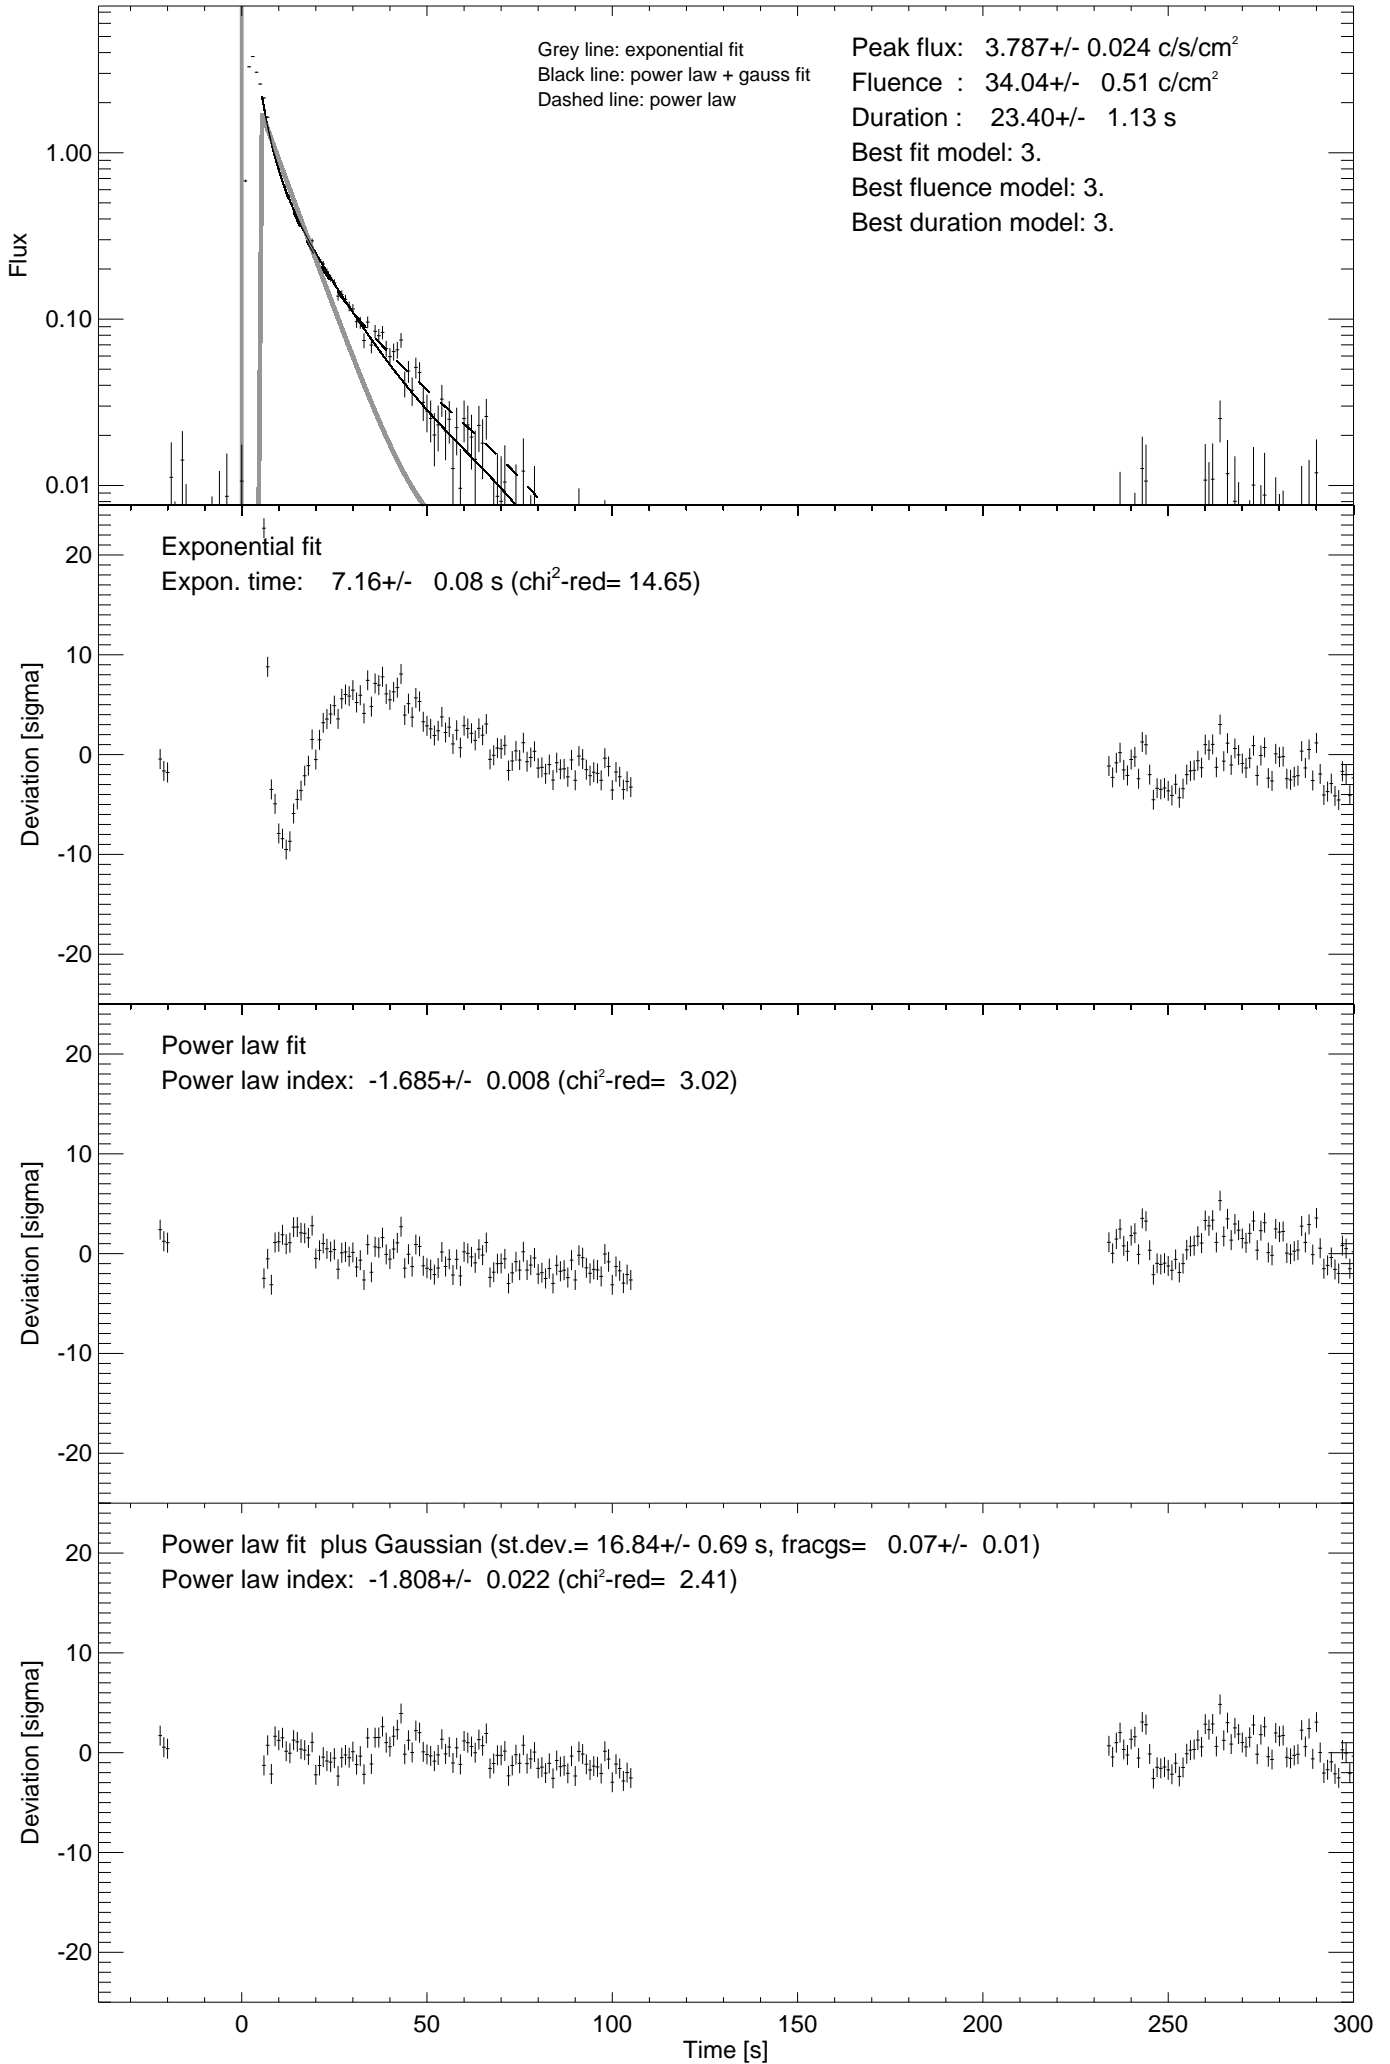 Grey line: exponential fit
Black line: power law + gauss fit
Dashed line: power law
Peak flux: 3.787+/- 0.024 c/s/cm²
Fluence : 34.04+/- 0.51 c/cm²
Duration : 23.40+/- 1.13 s
Best fit model: 3.
Best fluence model: 3.
Best duration model: 3.
Flux
1.00
0.10
0.01
Exponential fit
Expon. time: 7.16+/- 0.08 s (chi²-red= 14.65)
Deviation [sigma]
20
10
0
-10
-20
Power law fit
Power law index: -1.685+/- 0.008 (chi²-red= 3.02)
Deviation [sigma]
20
10
0
-10
-20
Power law fit plus Gaussian (st.dev.= 16.84+/- 0.69 s, fracgs= 0.07+/- 0.01)
Power law index: -1.808+/- 0.022 (chi²-red= 2.41)
Deviation [sigma]
20
10
0
-10
-20
0 50 100 150 200 250 300
Time [s]